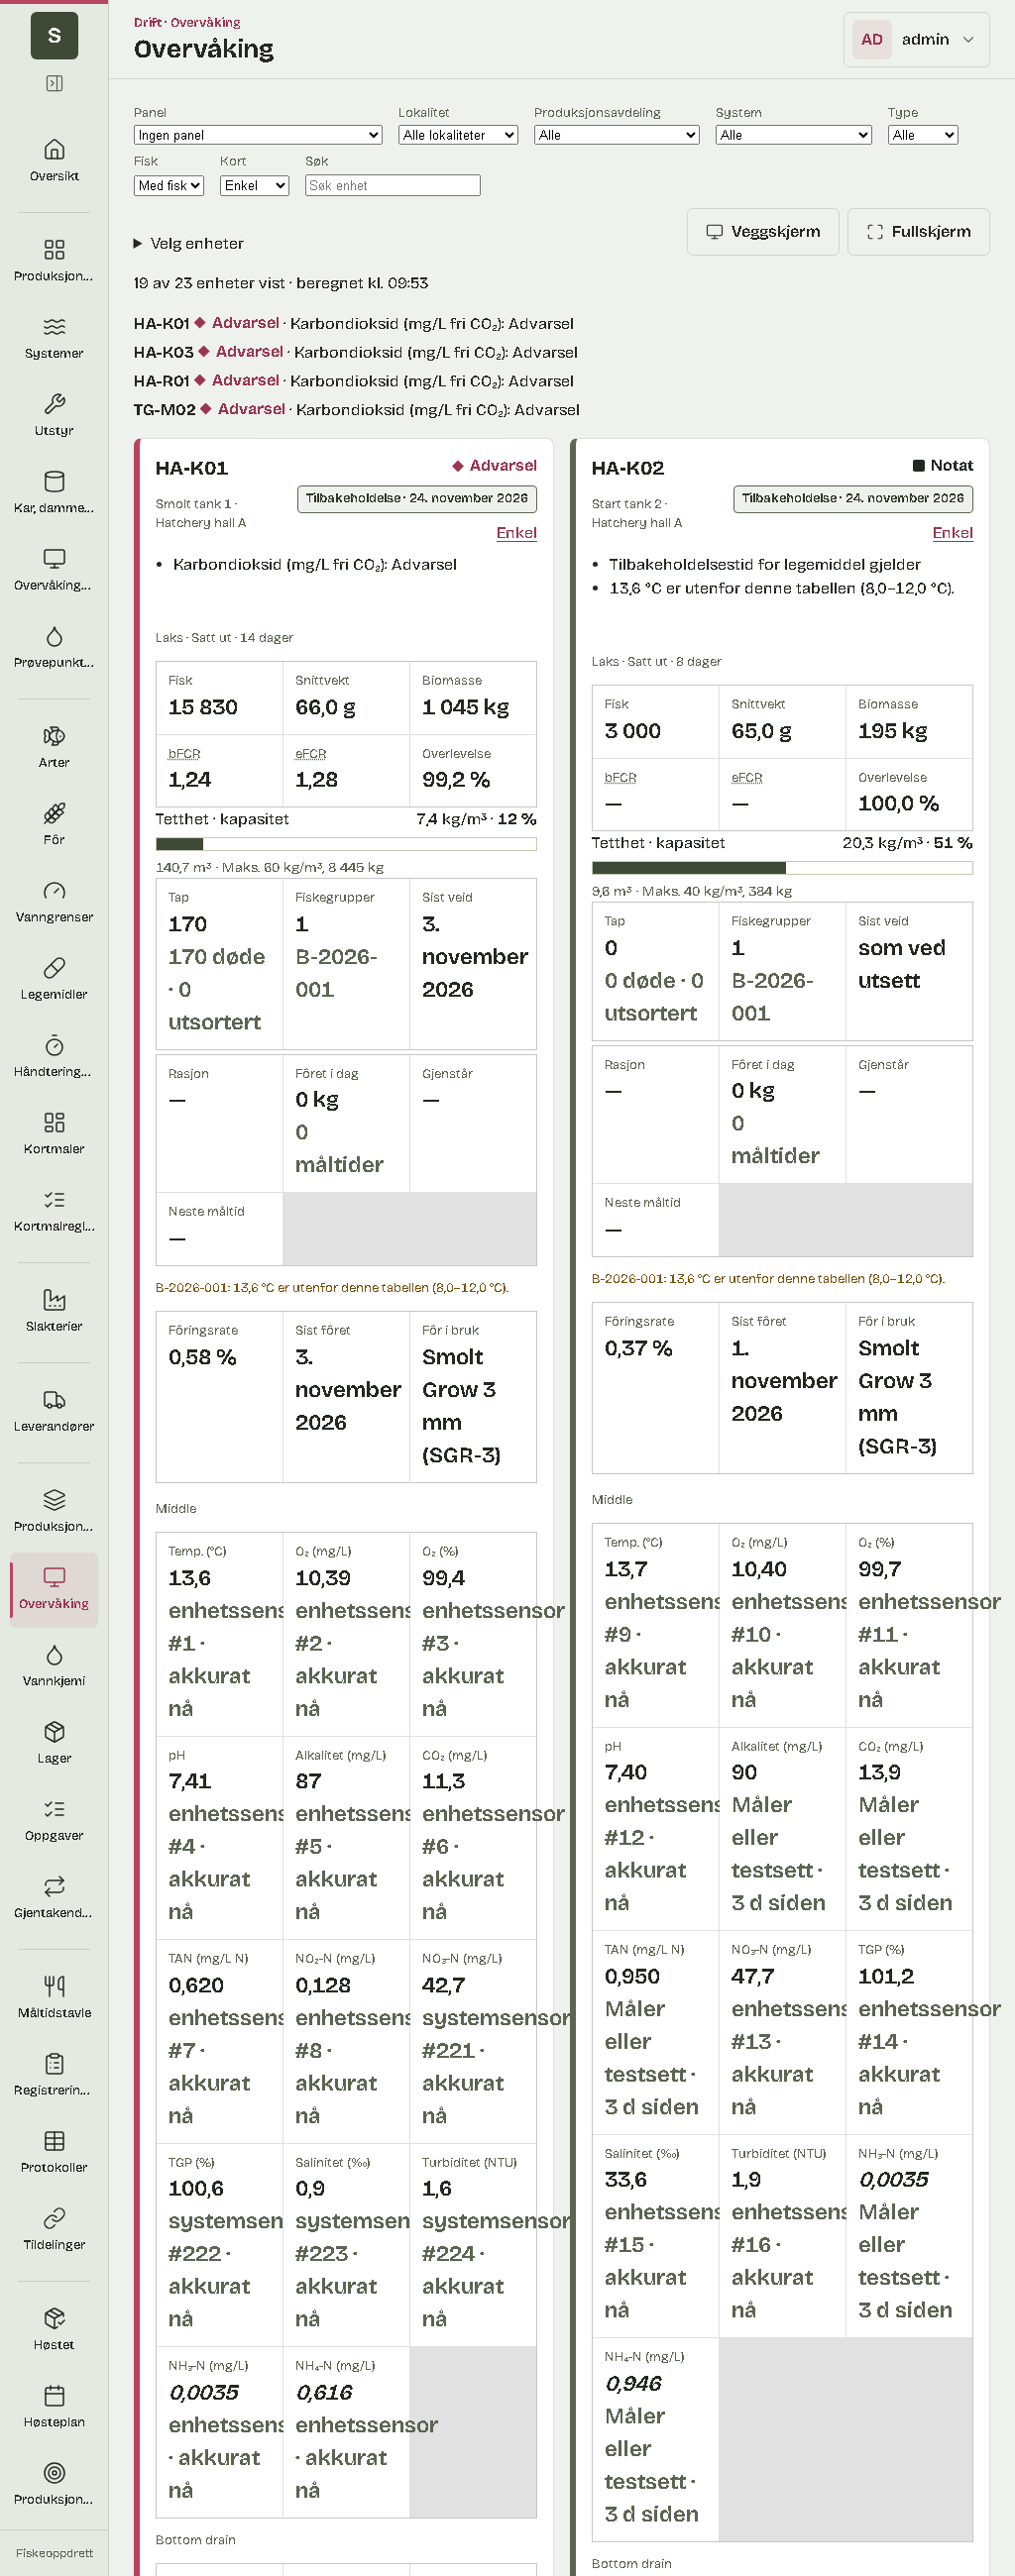 S
Drift · Overvåking
Overvåking
AD admin
Oversikt
Produksjon...
Systemer
Utstyr
Kar, damme...
Overvåking...
Prøvepunkt...
Arter
Fôr
Vanngrenser
Legemidler
Håndtering...
Kortmaler
Kortmalregl...
Slakterier
Leverandører
Produksjon...
Overvåking
Vannkjemi
Lager
Oppgaver
Gjentakend...
Måltidstavle
Registrerin...
Protokoller
Tildelinger
Høstet
Høsteplan
Produksjon...
Fiskeoppdrett
Panel Lokalitet Produksjonsavdeling System Type
Ingen panel Alle lokaliteter Alle Alle Alle
Fisk Kort Søk
Med fisk Enkel Søk enhet
Velg enheter
Veggskjerm Fullskjerm
19 av 23 enheter vist · beregnet kl. 09:53
HA-K01 ◆ Advarsel · Karbondioksid (mg/L fri CO₂): Advarsel
HA-K03 ◆ Advarsel · Karbondioksid (mg/L fri CO₂): Advarsel
HA-R01 ◆ Advarsel · Karbondioksid (mg/L fri CO₂): Advarsel
TG-M02 ◆ Advarsel · Karbondioksid (mg/L fri CO₂): Advarsel
HA-K01 ◆ Advarsel
Smolt tank 1 ·
Hatchery hall A
Tilbakeholdelse · 24. november 2026
Enkel
• Karbondioksid (mg/L fri CO₂): Advarsel
Laks · Satt ut · 14 dager
Fisk Snittvekt Biomasse
15 830 66,0 g 1 045 kg
bFCR eFCR Overlevelse
1,24 1,28 99,2 %
Tetthet · kapasitet 7,4 kg/m³ · 12 %
140,7 m³ · Maks. 60 kg/m³, 8 445 kg
Tap Fiskegrupper Sist veid
170 1 3.
170 døde B-2026- november
· 0 001 2026
utsortert
Rasjon Fôret i dag Gjenstår
— 0 kg —
0
måltider
Neste måltid
—
B-2026-001: 13,6 °C er utenfor denne tabellen (8,0–12,0 °C).
Fôringsrate Sist fôret Fôr i bruk
0,58 % 3. Smolt
november Grow 3
2026 mm
(SGR-3)
Middle
Temp. (°C) O₂ (mg/L) O₂ (%)
13,6 10,39 99,4
enhetssens enhetssens enhetssensor
#1 · #2 · #3 ·
akkurat akkurat akkurat
nå nå nå
pH Alkalitet (mg/L) CO₂ (mg/L)
7,41 87 11,3
enhetssens enhetssens enhetssensor
#4 · #5 · #6 ·
akkurat akkurat akkurat
nå nå nå
TAN (mg/L N) NO₂-N (mg/L) NO₃-N (mg/L)
0,620 0,128 42,7
enhetssens enhetssens systemsensor
#7 · #8 · #221 ·
akkurat akkurat akkurat
nå nå nå
TGP (%) Salinitet (‰) Turbiditet (NTU)
100,6 0,9 1,6
systemsen systemsen systemsensor
#222 · #223 · #224 ·
akkurat akkurat akkurat
nå nå nå
NH₃-N (mg/L) NH₄-N (mg/L)
0,0035 0,616
enhetssens enhetssensor
· akkurat · akkurat
nå nå
Bottom drain
HA-K02 ■ Notat
Start tank 2 ·
Hatchery hall A
Tilbakeholdelse · 24. november 2026
Enkel
• Tilbakeholdelsestid for legemiddel gjelder
• 13,6 °C er utenfor denne tabellen (8,0–12,0 °C).
Laks · Satt ut · 8 dager
Fisk Snittvekt Biomasse
3 000 65,0 g 195 kg
bFCR eFCR Overlevelse
— — 100,0 %
Tetthet · kapasitet 20,3 kg/m³ · 51 %
9,6 m³ · Maks. 40 kg/m³, 384 kg
Tap Fiskegrupper Sist veid
0 1 som ved
0 døde · 0 B-2026- utsett
utsortert 001
Rasjon Fôret i dag Gjenstår
— 0 kg —
0
måltider
Neste måltid
—
B-2026-001: 13,6 °C er utenfor denne tabellen (8,0–12,0 °C).
Fôringsrate Sist fôret Fôr i bruk
0,37 % 1. Smolt
november Grow 3
2026 mm
(SGR-3)
Middle
Temp. (°C) O₂ (mg/L) O₂ (%)
13,7 10,40 99,7
enhetssens enhetssens enhetssensor
#9 · #10 · #11 ·
akkurat akkurat akkurat
nå nå nå
pH Alkalitet (mg/L) CO₂ (mg/L)
7,40 90 13,9
enhetssens Måler Måler
#12 · eller eller
akkurat testsett · testsett ·
nå 3 d siden 3 d siden
TAN (mg/L N) NO₃-N (mg/L) TGP (%)
0,950 47,7 101,2
Måler enhetssens enhetssensor
eller #13 · #14 ·
testsett · akkurat akkurat
3 d siden nå nå
Salinitet (‰) Turbiditet (NTU) NH₃-N (mg/L)
33,6 1,9 0,0035
enhetssens enhetssens Måler
#15 · #16 · eller
akkurat akkurat testsett ·
nå nå 3 d siden
NH₄-N (mg/L)
0,946
Måler
eller
testsett ·
3 d siden
Bottom drain